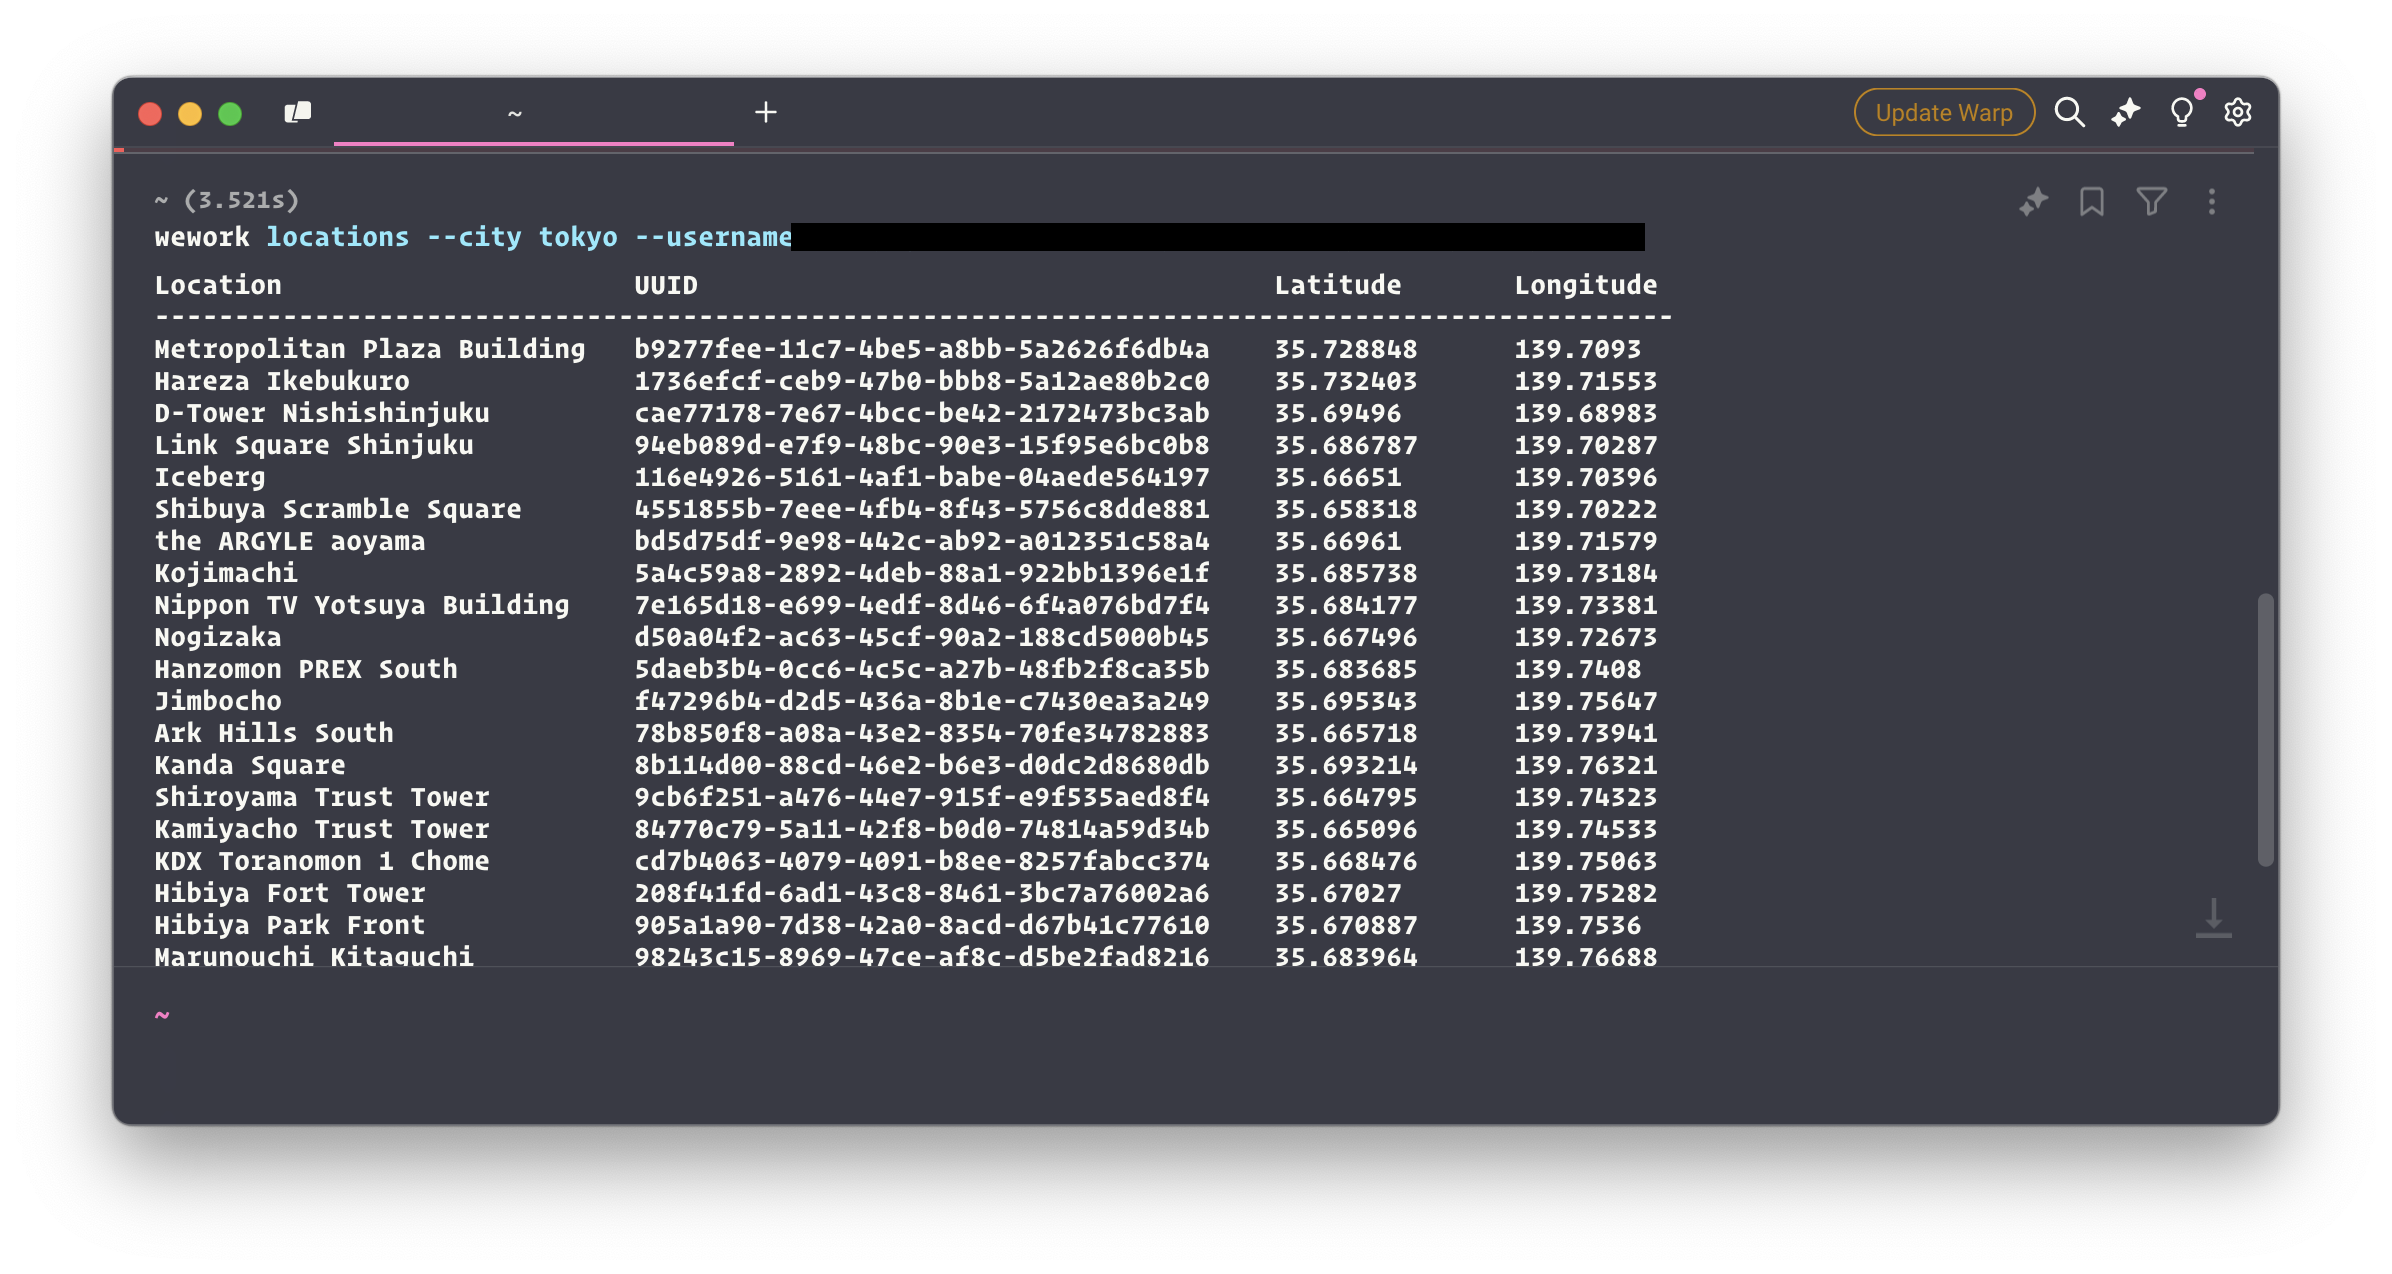 ~
Update Warp
~ (3.521s)
wework locations --city tokyo --username
Location UUID Latitude Longitude
-----------------------------------------------------------------------------------------------
Metropolitan Plaza Building b9277fee-11c7-4be5-a8bb-5a2626f6db4a 35.728848 139.7093
Hareza Ikebukuro 1736efcf-ceb9-47b0-bbb8-5a12ae80b2c0 35.732403 139.71553
D-Tower Nishishinjuku cae77178-7e67-4bcc-be42-2172473bc3ab 35.69496 139.68983
Link Square Shinjuku 94eb089d-e7f9-48bc-90e3-15f95e6bc0b8 35.686787 139.70287
Iceberg 116e4926-5161-4af1-babe-04aede564197 35.66651 139.70396
Shibuya Scramble Square 4551855b-7eee-4fb4-8f43-5756c8dde881 35.658318 139.70222
the ARGYLE aoyama bd5d75df-9e98-442c-ab92-a012351c58a4 35.66961 139.71579
Kojimachi 5a4c59a8-2892-4deb-88a1-922bb1396e1f 35.685738 139.73184
Nippon TV Yotsuya Building 7e165d18-e699-4edf-8d46-6f4a076bd7f4 35.684177 139.73381
Nogizaka d50a04f2-ac63-45cf-90a2-188cd5000b45 35.667496 139.72673
Hanzomon PREX South 5daeb3b4-0cc6-4c5c-a27b-48fb2f8ca35b 35.683685 139.7408
Jimbocho f47296b4-d2d5-436a-8b1e-c7430ea3a249 35.695343 139.75647
Ark Hills South 78b850f8-a08a-43e2-8354-70fe34782883 35.665718 139.73941
Kanda Square 8b114d00-88cd-46e2-b6e3-d0dc2d8680db 35.693214 139.76321
Shiroyama Trust Tower 9cb6f251-a476-44e7-915f-e9f535aed8f4 35.664795 139.74323
Kamiyacho Trust Tower 84770c79-5a11-42f8-b0d0-74814a59d34b 35.665096 139.74533
KDX Toranomon 1 Chome cd7b4063-4079-4091-b8ee-8257fabcc374 35.668476 139.75063
Hibiya Fort Tower 208f41fd-6ad1-43c8-8461-3bc7a76002a6 35.67027 139.75282
Hibiya Park Front 905a1a90-7d38-42a0-8acd-d67b41c77610 35.670887 139.7536
Marunouchi Kitaguchi 98243c15-8969-47ce-af8c-d5be2fad8216 35.683964 139.76688
~